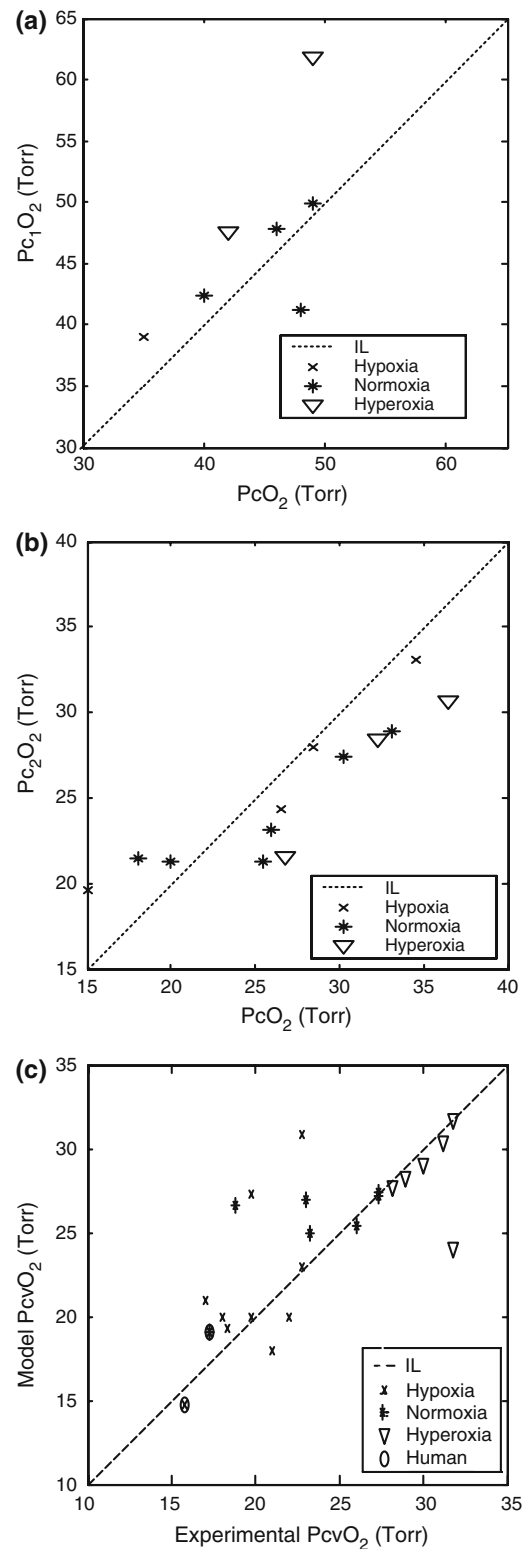 (a)
65
60
55
50
45
40
35
30
Pc₁O₂ (Torr)
IL
Hypoxia
Normoxia
Hyperoxia
30 40 50 60
PcO₂ (Torr)
(b)
40
35
30
25
20
15
Pc₂O₂ (Torr)
IL
Hypoxia
Normoxia
Hyperoxia
15 20 25 30 35 40
PcO₂ (Torr)
(c)
35
30
25
20
15
10
Model PcvO₂ (Torr)
IL
Hypoxia
Normoxia
Hyperoxia
Human
10 15 20 25 30 35
Experimental PcvO₂ (Torr)